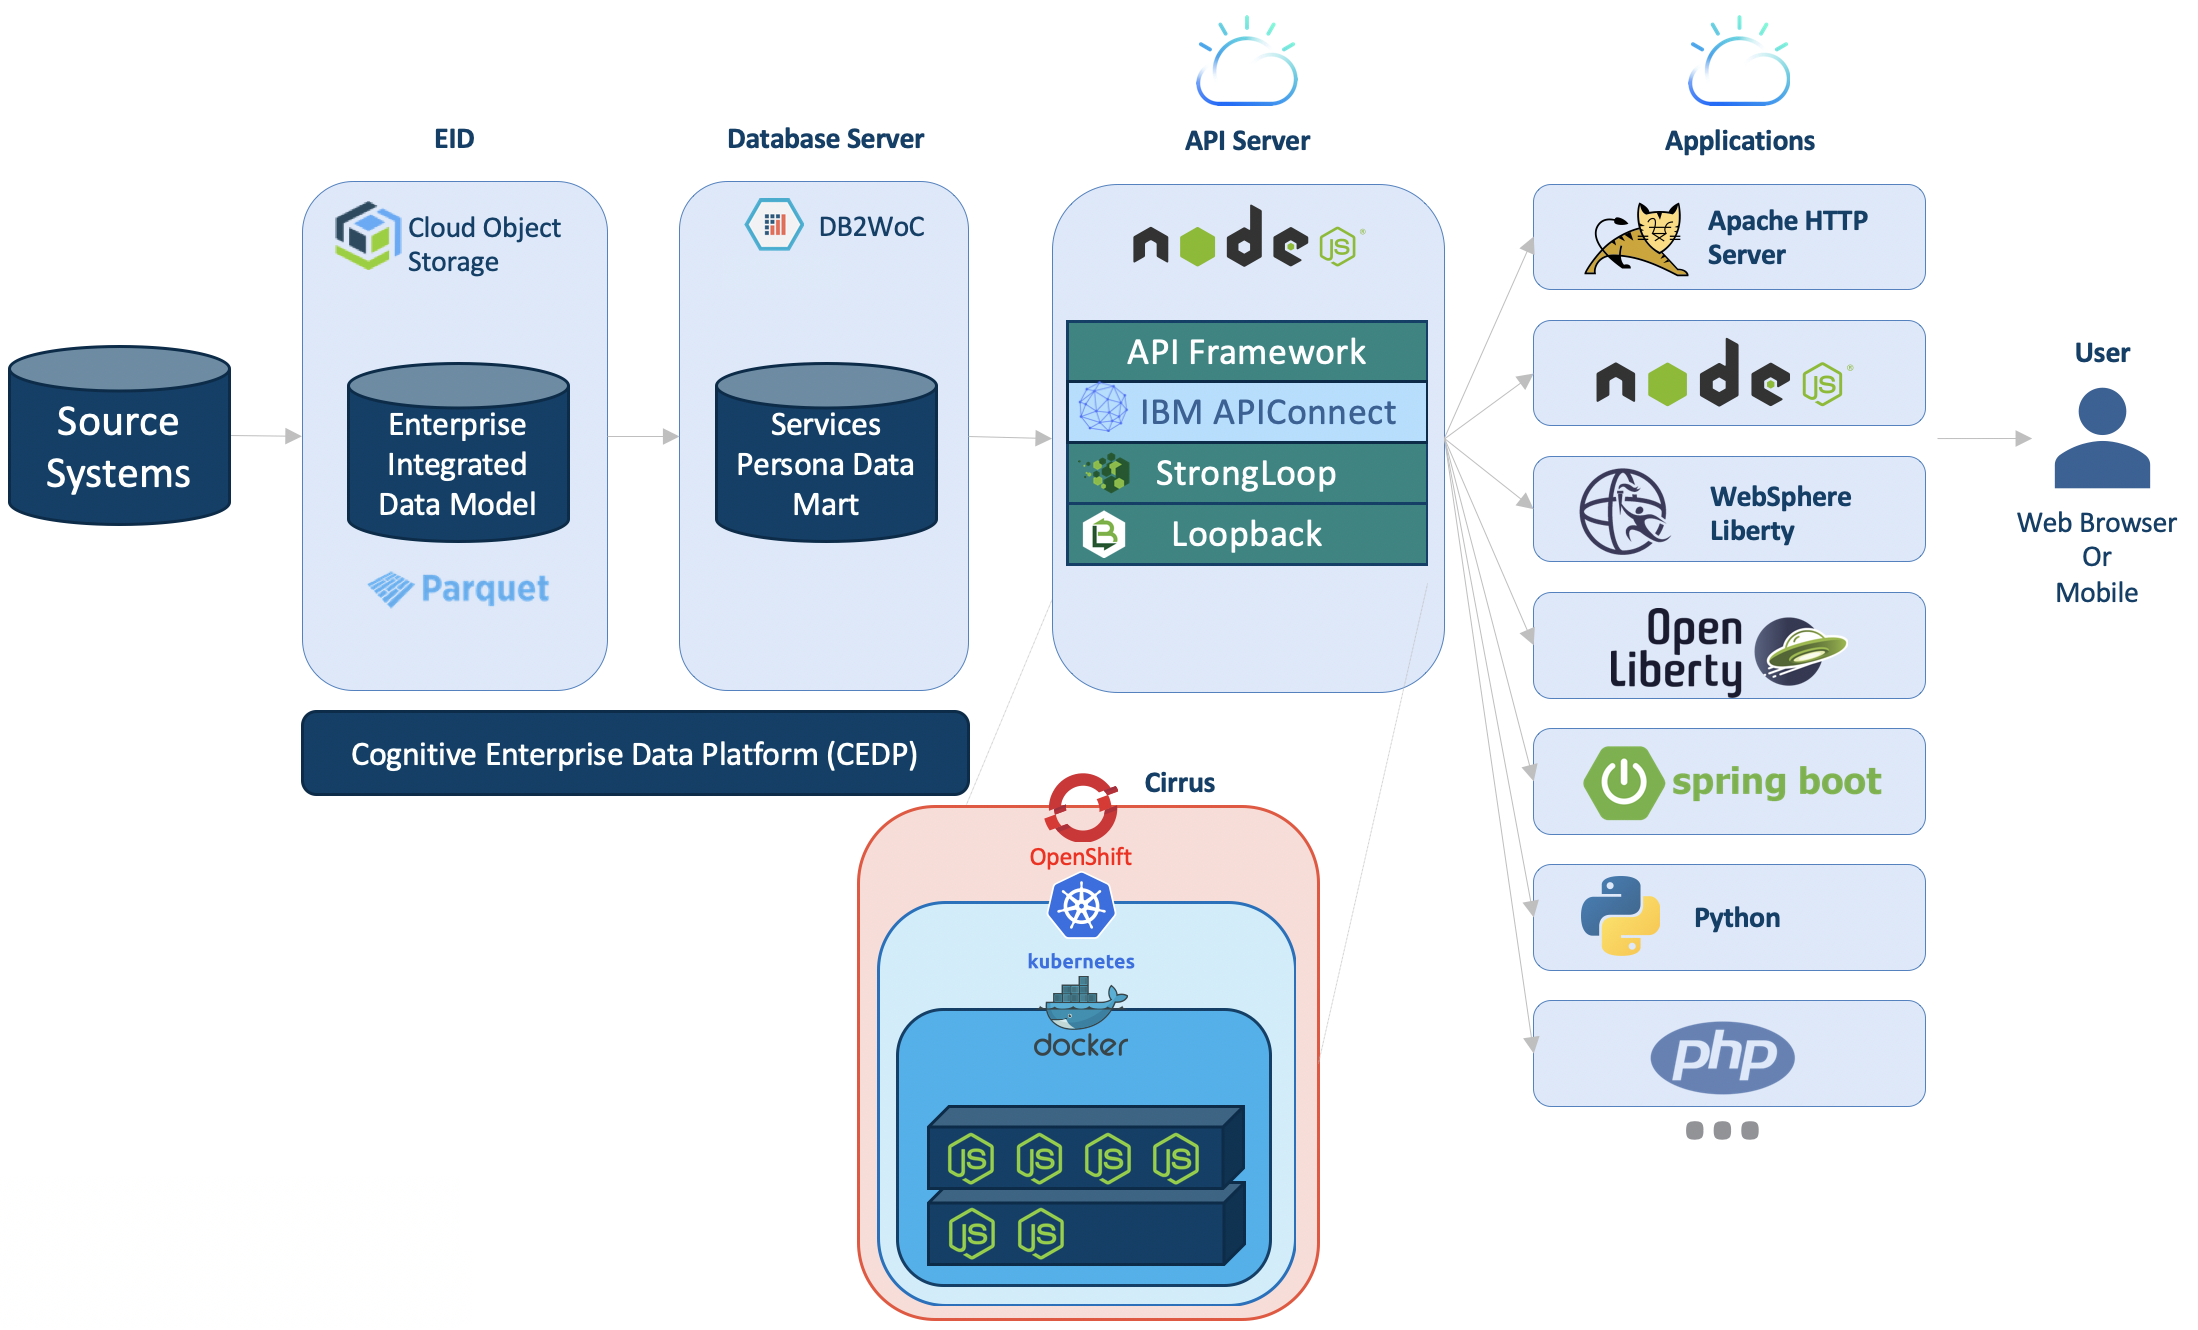 EID
Database Server
API Server
Applications
Cloud Object
Storage
DB2WoC
node
JS
®
Apache HTTP
Server
Source
Systems
Enterprise
Integrated
Data Model
Parquet
Services
Persona Data
Mart
API Framework
IBM APIConnect
StrongLoop
Loopback
node
JS
®
WebSphere
Liberty
User
Web Browser
Or
Mobile
Open
Liberty
Cognitive Enterprise Data Platform (CEDP)
Cirrus
OpenShift
kubernetes
docker
JS JS JS JS
JS JS
spring boot
Python
php